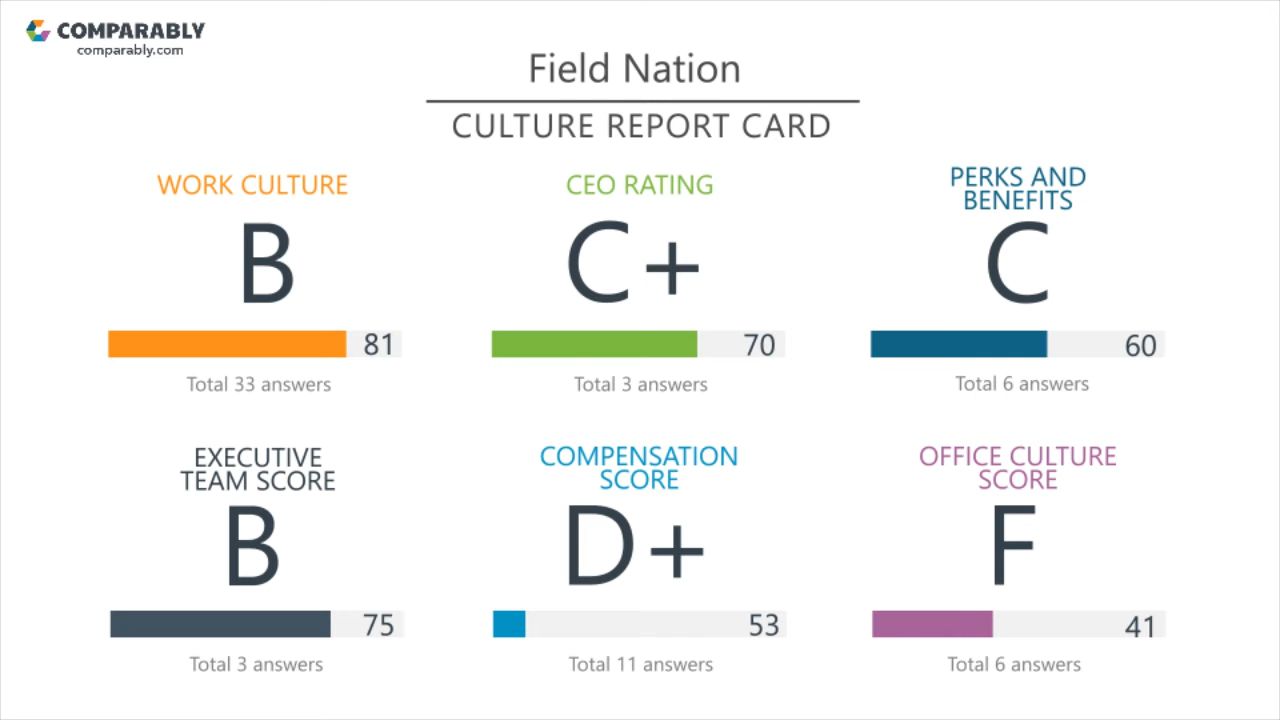 COMPARABLY
comparably.com
Field Nation
CULTURE REPORT CARD
WORK CULTURE
B
81
Total 33 answers
CEO RATING
C+
70
Total 3 answers
PERKS AND
BENEFITS
C
60
Total 6 answers
EXECUTIVE
TEAM SCORE
B
75
Total 3 answers
COMPENSATION
SCORE
D+
53
Total 11 answers
OFFICE CULTURE
SCORE
F
41
Total 6 answers